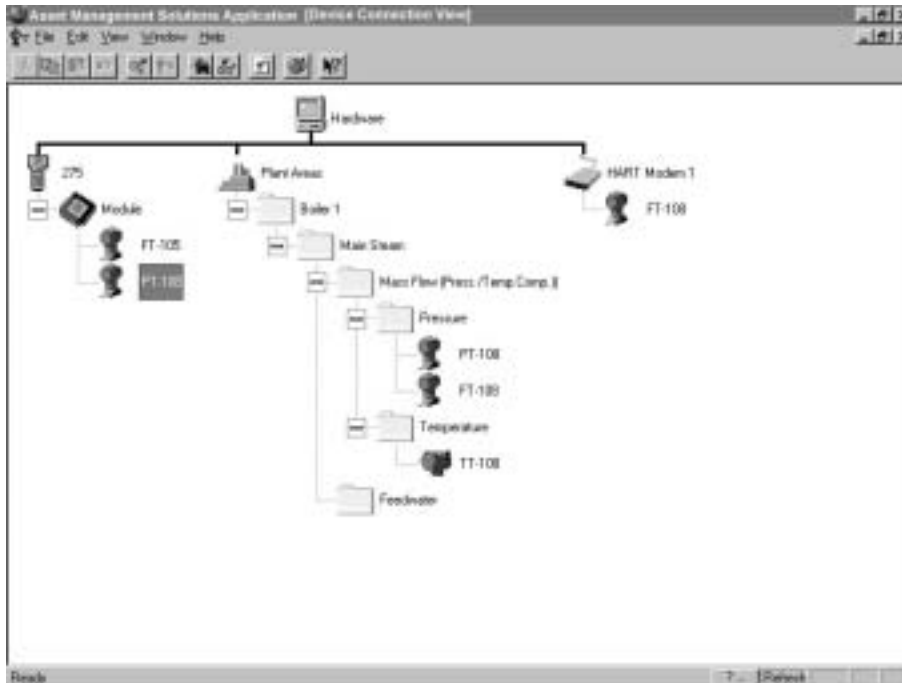 Asset Management Solutions Application [Device Connection View]
File Edit View Window Help
Hardware
275 Plant Areas HART Modem 1
Module Boiler 1 FT-108
FT-105 Main Steam
Mass Flow (Press./Temp.Comp.)
Pressure
PT-108
FT-108
Temperature
TT-108
Feedwater
Ready Refresh